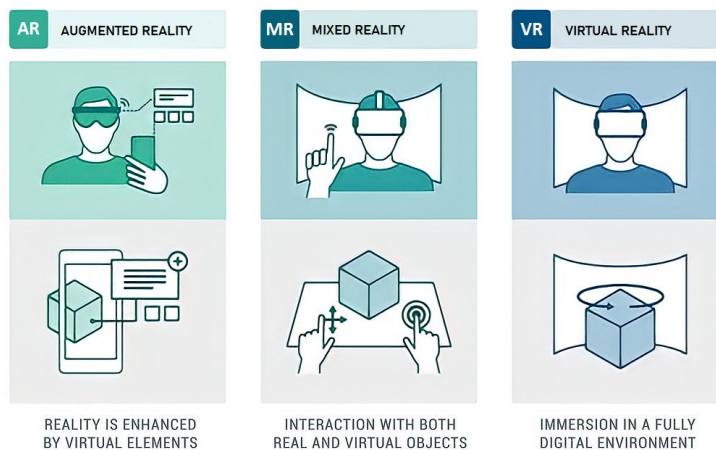 AR AUGMENTED REALITY
MR MIXED REALITY
VR VIRTUAL REALITY
REALITY IS ENHANCED
BY VIRTUAL ELEMENTS
INTERACTION WITH BOTH
REAL AND VIRTUAL OBJECTS
IMMERSION IN A FULLY
DIGITAL ENVIRONMENT